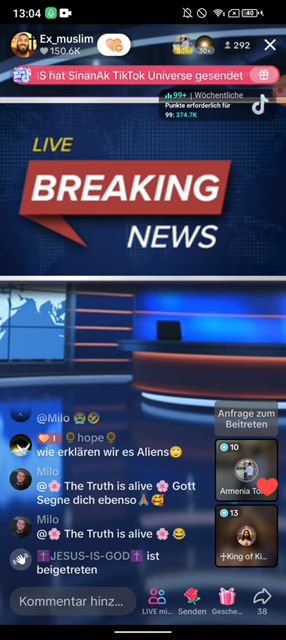 13:04
Ex_muslim
150.6K
30+
30+
292
S hat SinanAk TikTok Universe gesendet
99+ | Wöchentliche
Punkte erforderlich für
99: 374.7K
LIVE
BREAKING
NEWS
Anfrage zum
Beitreten
@Milo 😭🤣
I 🌻hope🌻
wie erklären wir es Aliens🙄
Milo
@🌸 The Truth is alive 🌸 Gott
Segne dich ebenso🙏🏽🥰
Milo
@🌸 The Truth is alive 🌸 😂
✝️JESUS-IS-GOD✝️ ist
beigetreten
10
Armenia To
13
♱King of Ki...
Kommentar hinz...
LIVE mi...
Senden
Gesche...
38